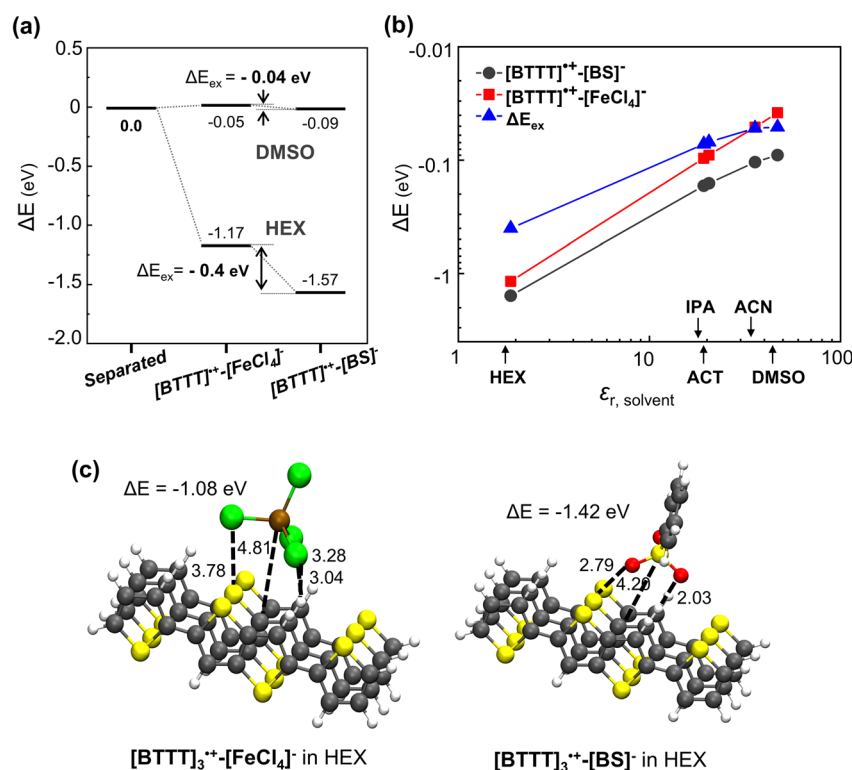 (a)
0.5
0
-0.5
-1.0
-1.5
-2.0
ΔE (eV)
ΔE_ex = - 0.04 eV
0.0
-0.05
-0.09
DMSO
HEX
-1.17
ΔE_ex= - 0.4 eV
-1.57
Separated
[BTTT]•+-[FeCl4]-
[BTTT]•+-[BS]-
(b)
-0.01
-0.1
-1
ΔE (eV)
[BTTT]•+-[BS]-
[BTTT]•+-[FeCl4]-
ΔE_ex
IPA ACN
1 10 100
HEX ACT DMSO
εr, solvent
(c)
ΔE = -1.08 eV
4.81
3.78
3.28
3.04
[BTTT]3•+-[FeCl4]- in HEX
ΔE = -1.42 eV
2.79
4.20
2.03
[BTTT]3•+-[BS]- in HEX